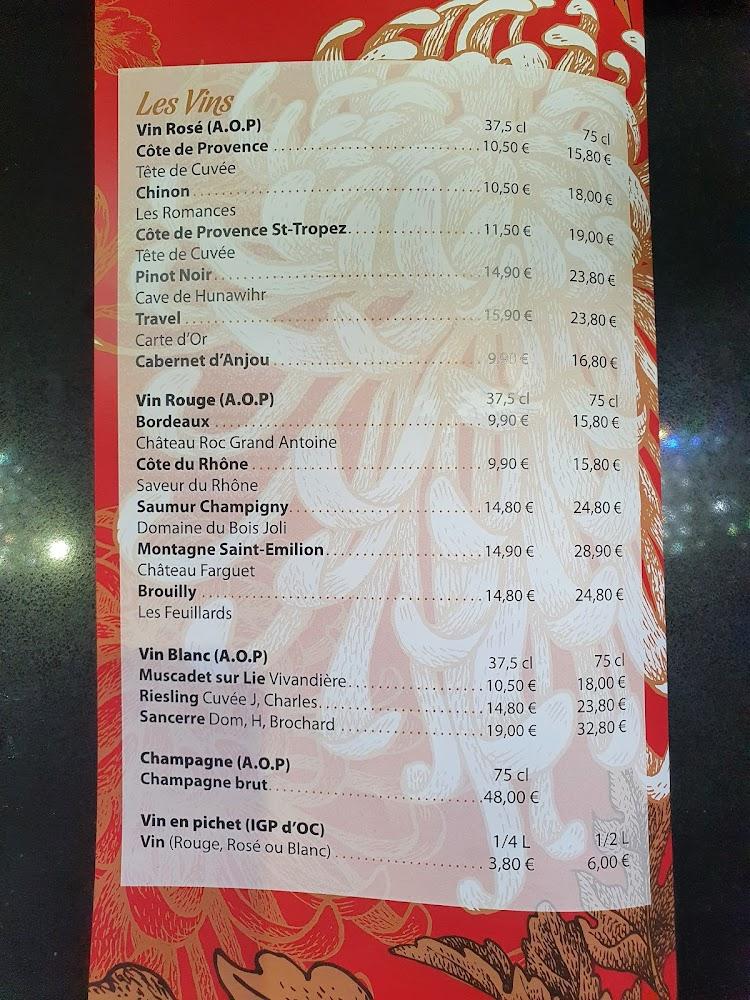 Les Vins
Vin Rosé (A.O.P) 37,5 cl 75 cl
Côte de Provence 10,50 € 15,80 €
Tête de Cuvée
Chinon 10,50 € 18,00 €
Les Romances
Côte de Provence St-Tropez 11,50 € 19,00 €
Tête de Cuvée
Pinot Noir 14,90 € 23,80 €
Cave de Hunawihr
Travel 15,90 € 23,80 €
Carte d'Or
Cabernet d'Anjou 9,90 € 16,80 €
Vin Rouge (A.O.P) 37,5 cl 75 cl
Bordeaux 9,90 € 15,80 €
Château Roc Grand Antoine
Côte du Rhône 9,90 € 15,80 €
Saveur du Rhône
Saumur Champigny 14,80 € 24,80 €
Domaine du Bois Joli
Montagne Saint-Emilion 14,90 € 28,90 €
Château Farguet
Brouilly 14,80 € 24,80 €
Les Feuillards
Vin Blanc (A.O.P) 37,5 cl 75 cl
Muscadet sur Lie Vivandière 10,50 € 18,00 €
Riesling Cuvée J, Charles 14,80 € 23,80 €
Sancerre Dom, H, Brochard 19,00 € 32,80 €
Champagne (A.O.P) 75 cl
Champagne brut 48,00 €
Vin en pichet (IGP d'OC) 1/4 L 1/2 L
Vin (Rouge, Rosé ou Blanc) 3,80 € 6,00 €